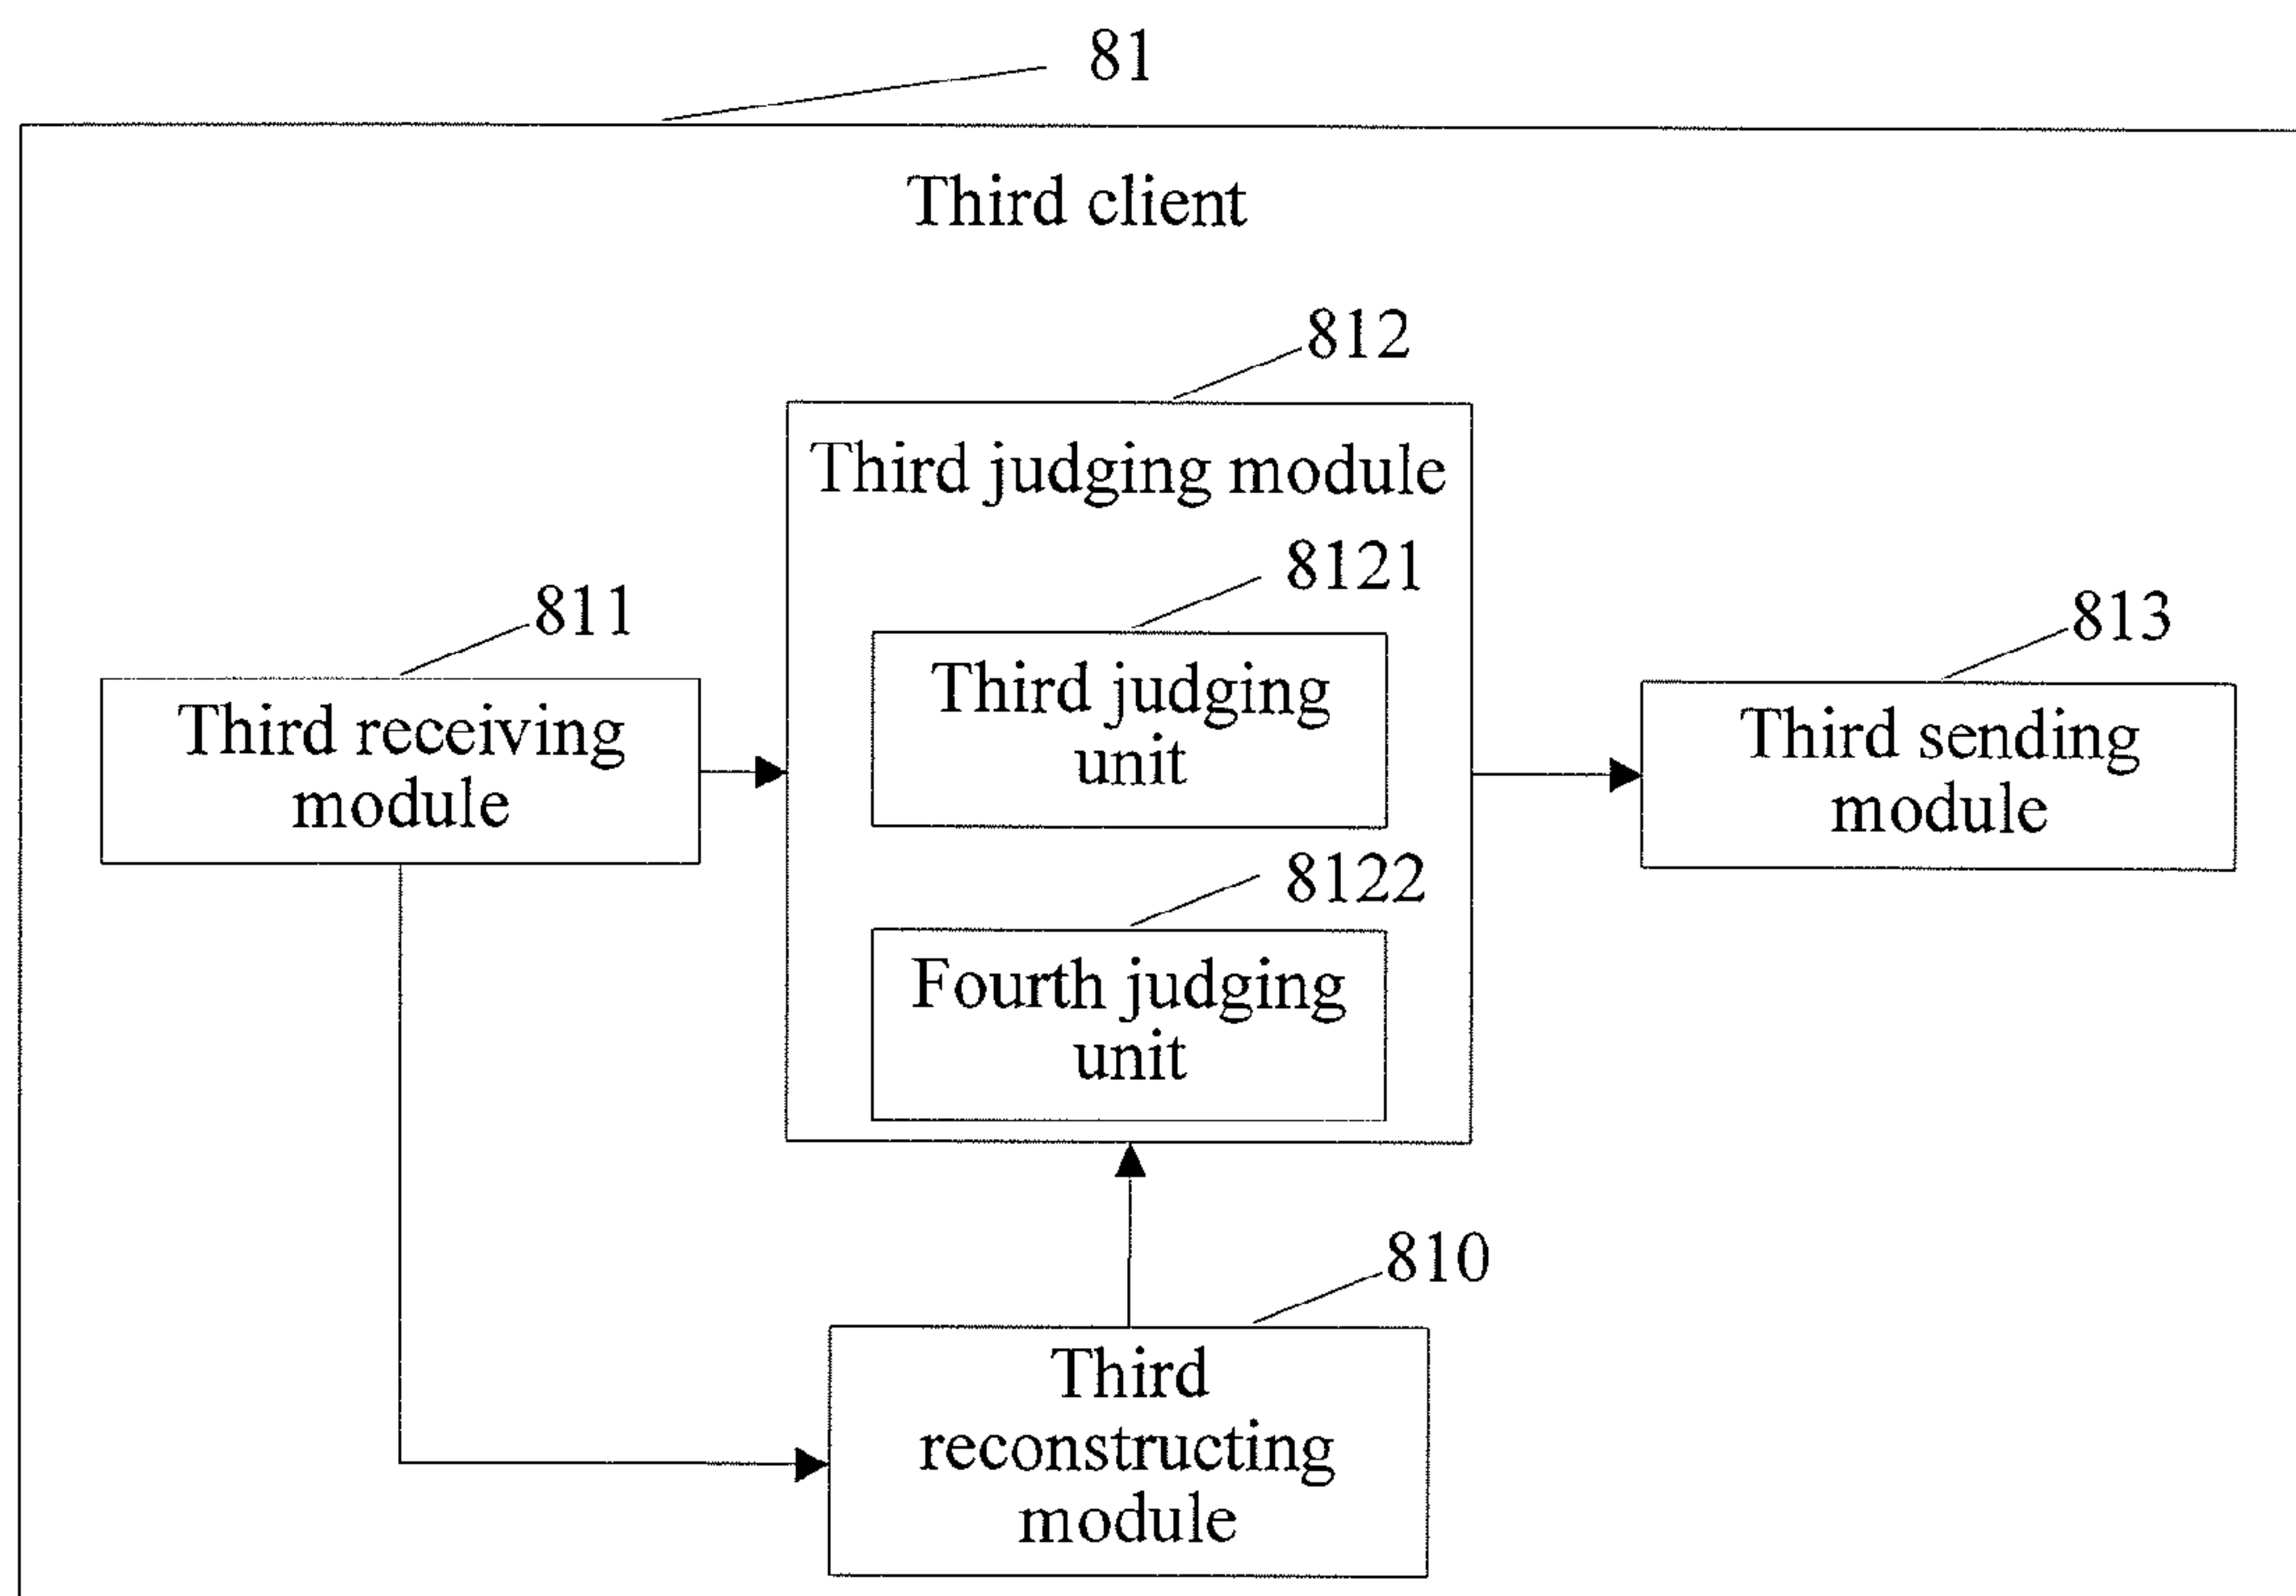 81
Third client
812
Third judging module
8121
811
813
Third judging
unit
Third receiving
module
Third sending
module
8122
Fourth judging
unit
810
Third
reconstructing
module